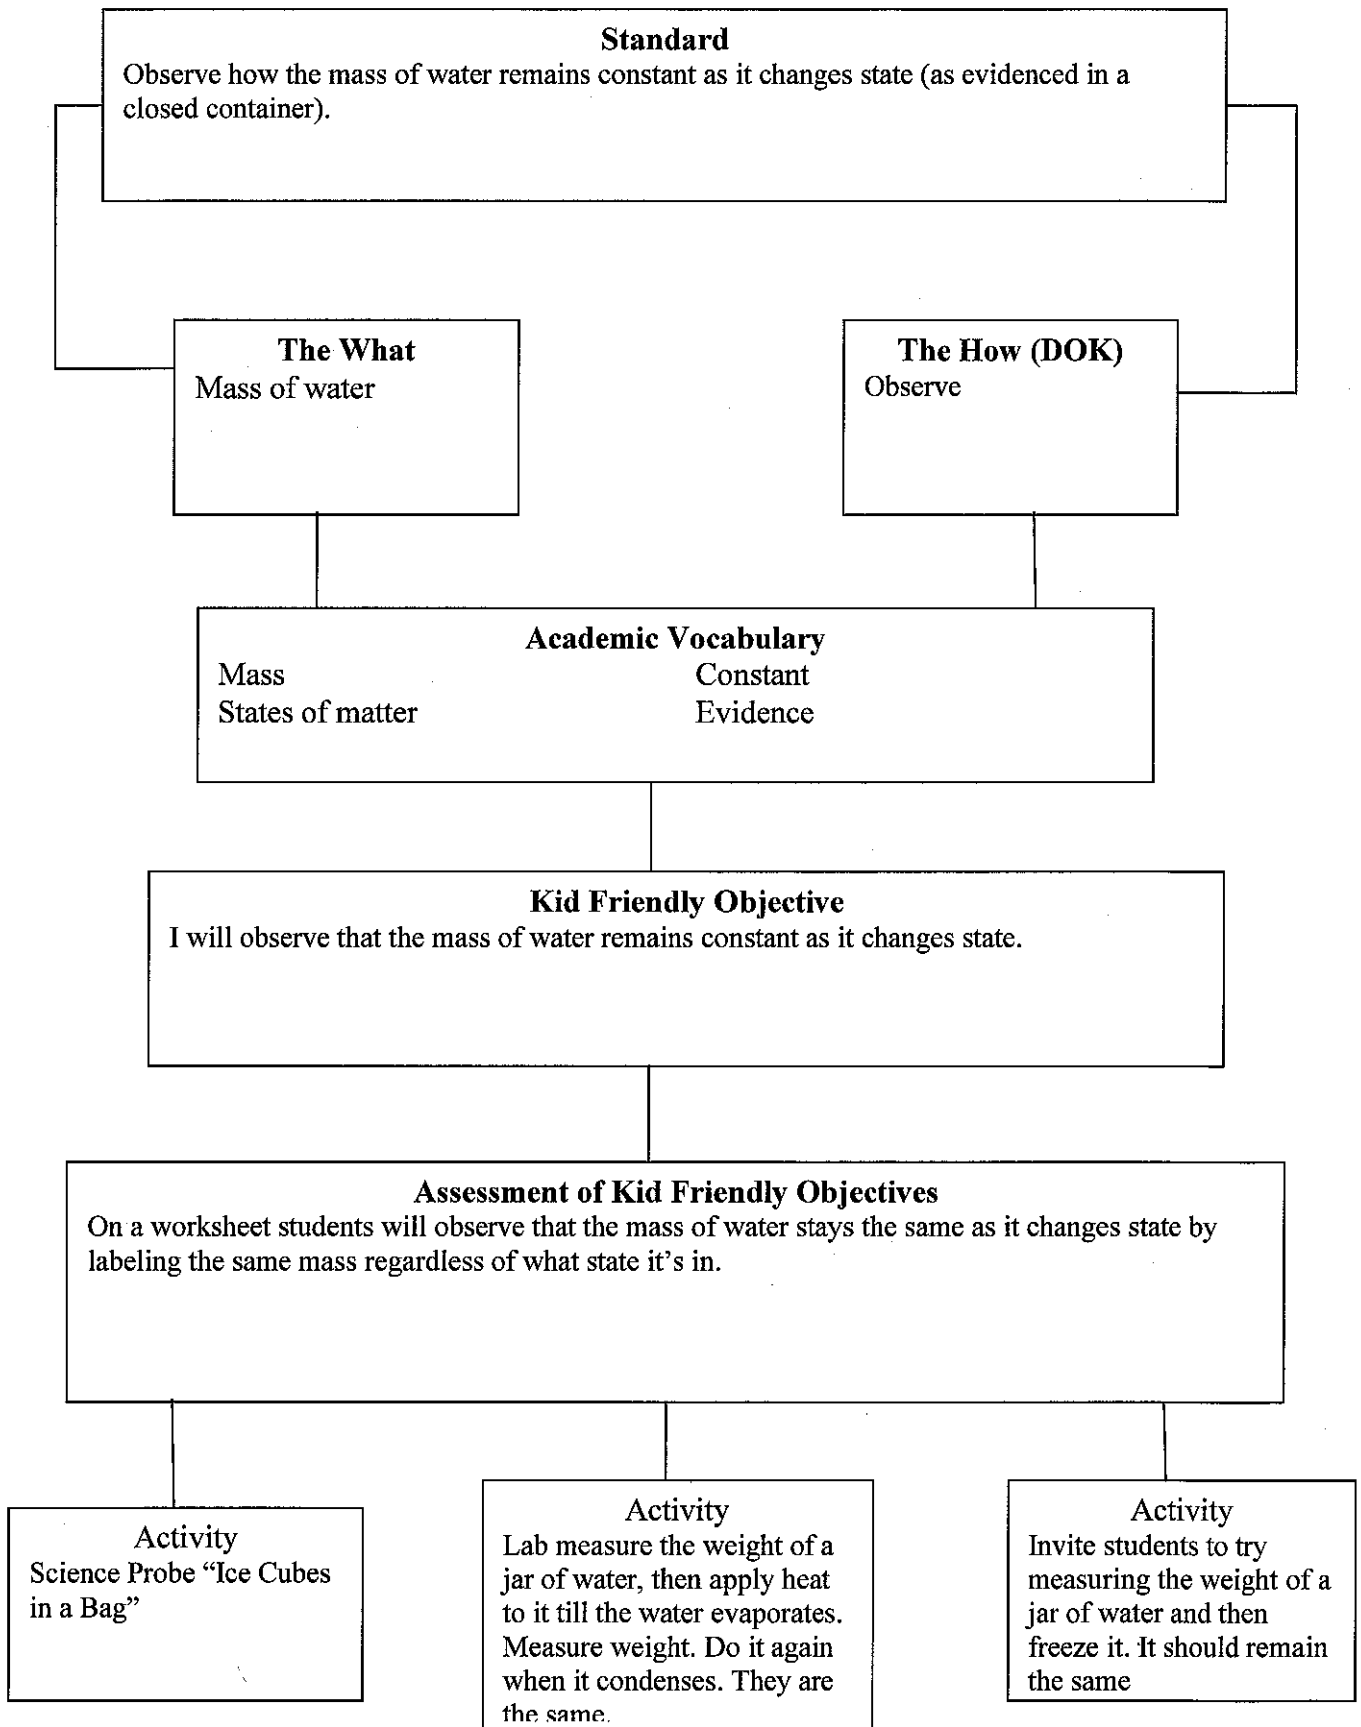 Standard
Observe how the mass of water remains constant as it changes state (as evidenced in a
closed container).
The What
Mass of water
The How (DOK)
Observe
Academic Vocabulary
Mass Constant
States of matter Evidence
Kid Friendly Objective
I will observe that the mass of water remains constant as it changes state.
Assessment of Kid Friendly Objectives
On a worksheet students will observe that the mass of water stays the same as it changes state by
labeling the same mass regardless of what state it's in.
Activity
Science Probe “Ice Cubes
in a Bag”
Activity
Lab measure the weight of a
jar of water, then apply heat
to it till the water evaporates.
Measure weight. Do it again
when it condenses. They are
the same.
Activity
Invite students to try
measuring the weight of a
jar of water and then
freeze it. It should remain
the same